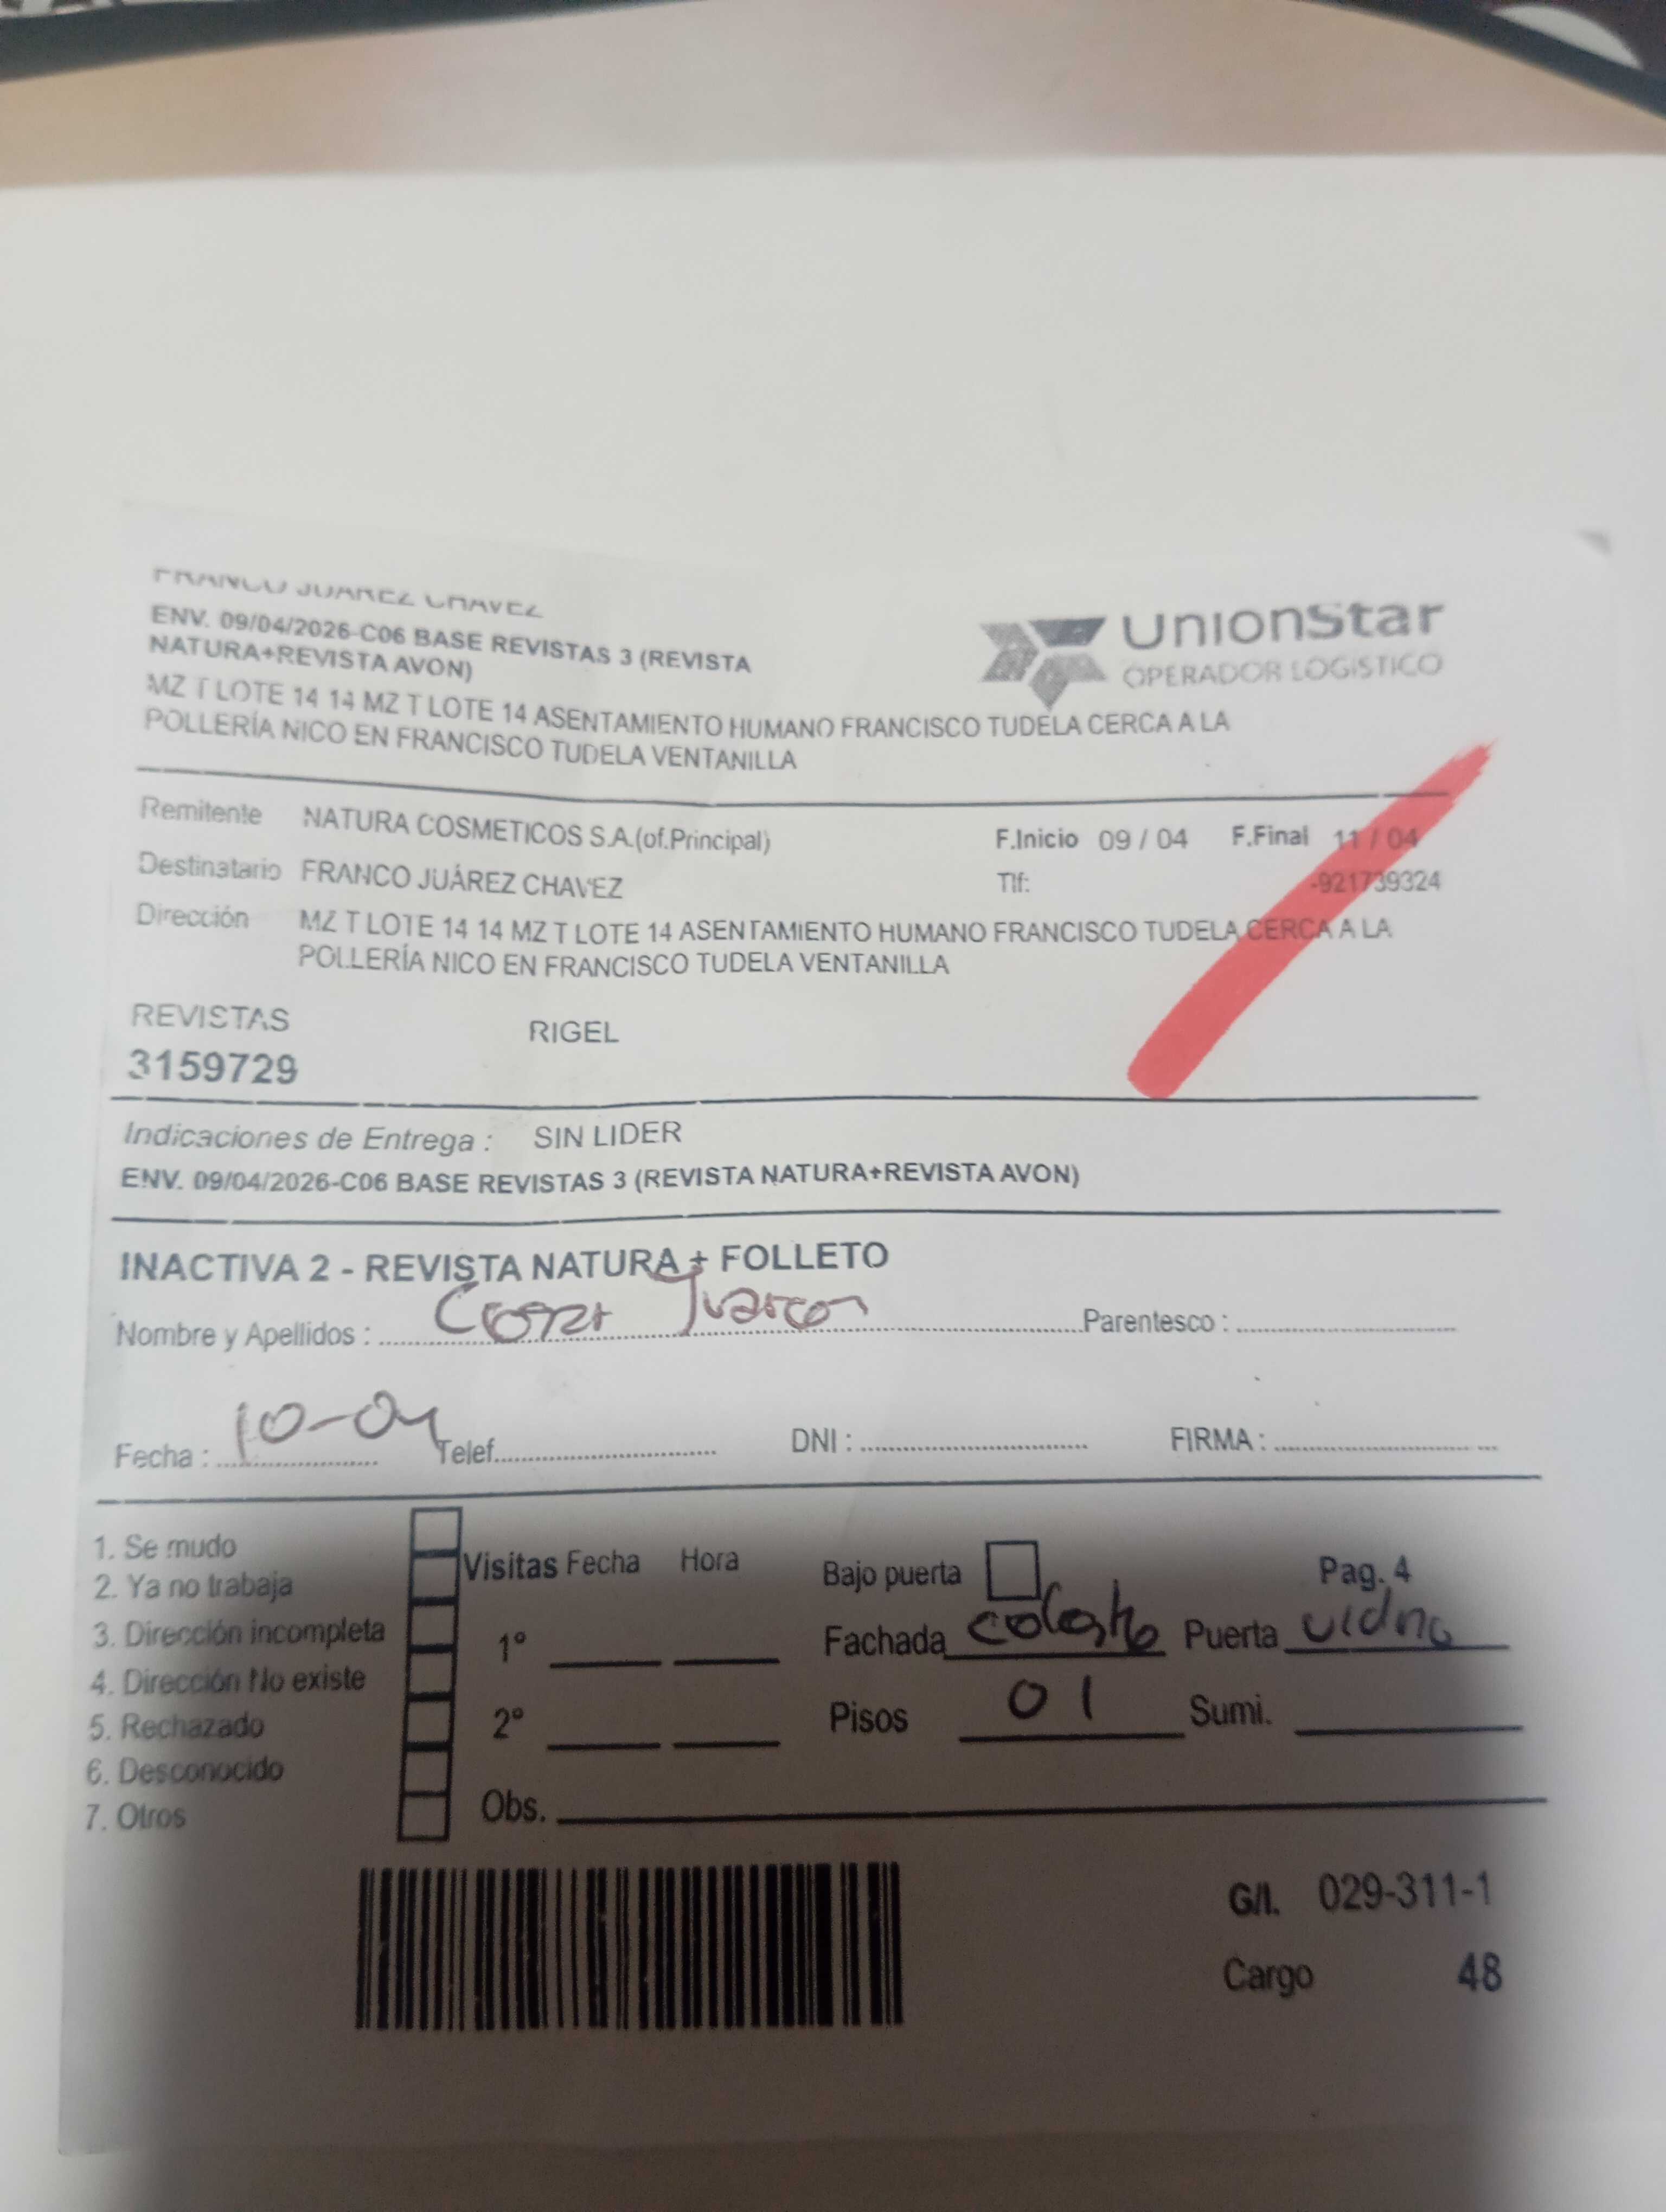 FRANCO JUÁREZ CHAVEZ
ENV. 09/04/2026-C06 BASE REVISTAS 3 (REVISTA
NATURA+REVISTA AVON)
MZ T LOTE 14 14 MZ T LOTE 14 ASENTAMIENTO HUMANO FRANCISCO TUDELA CERCA A LA
POLLERÍA NICO EN FRANCISCO TUDELA VENTANILLA
UnionStar
OPERADOR LOGISTICO
Remitente NATURA COSMETICOS S.A.(of.Principal) F.Inicio 09 / 04 F.Final 11 / 04
Destinatario FRANCO JUÁREZ CHAVEZ Tlf: -921739324
Dirección MZ T LOTE 14 14 MZ T LOTE 14 ASENTAMIENTO HUMANO FRANCISCO TUDELA CERCA A LA
POLLERÍA NICO EN FRANCISCO TUDELA VENTANILLA
REVISTAS RIGEL
3159729
Indicaciones de Entrega : SIN LIDER
ENV. 09/04/2026-C06 BASE REVISTAS 3 (REVISTA NATURA+REVISTA AVON)
INACTIVA 2 - REVISTA NATURA + FOLLETO
Nombre y Apellidos : Parentesco :
Fecha : 10-04 Telef. DNI : FIRMA :
1. Se mudo
2. Ya no trabaja
3. Dirección incompleta
4. Dirección No existe
5. Rechazado
6. Desconocido
7. Otros
Visitas Fecha Hora
1°
2°
Obs.
Bajo puerta Pag. 4
Fachada celeste Puerta vidrio
Pisos 01 Sumi.
G/I. 029-311-1
Cargo 48